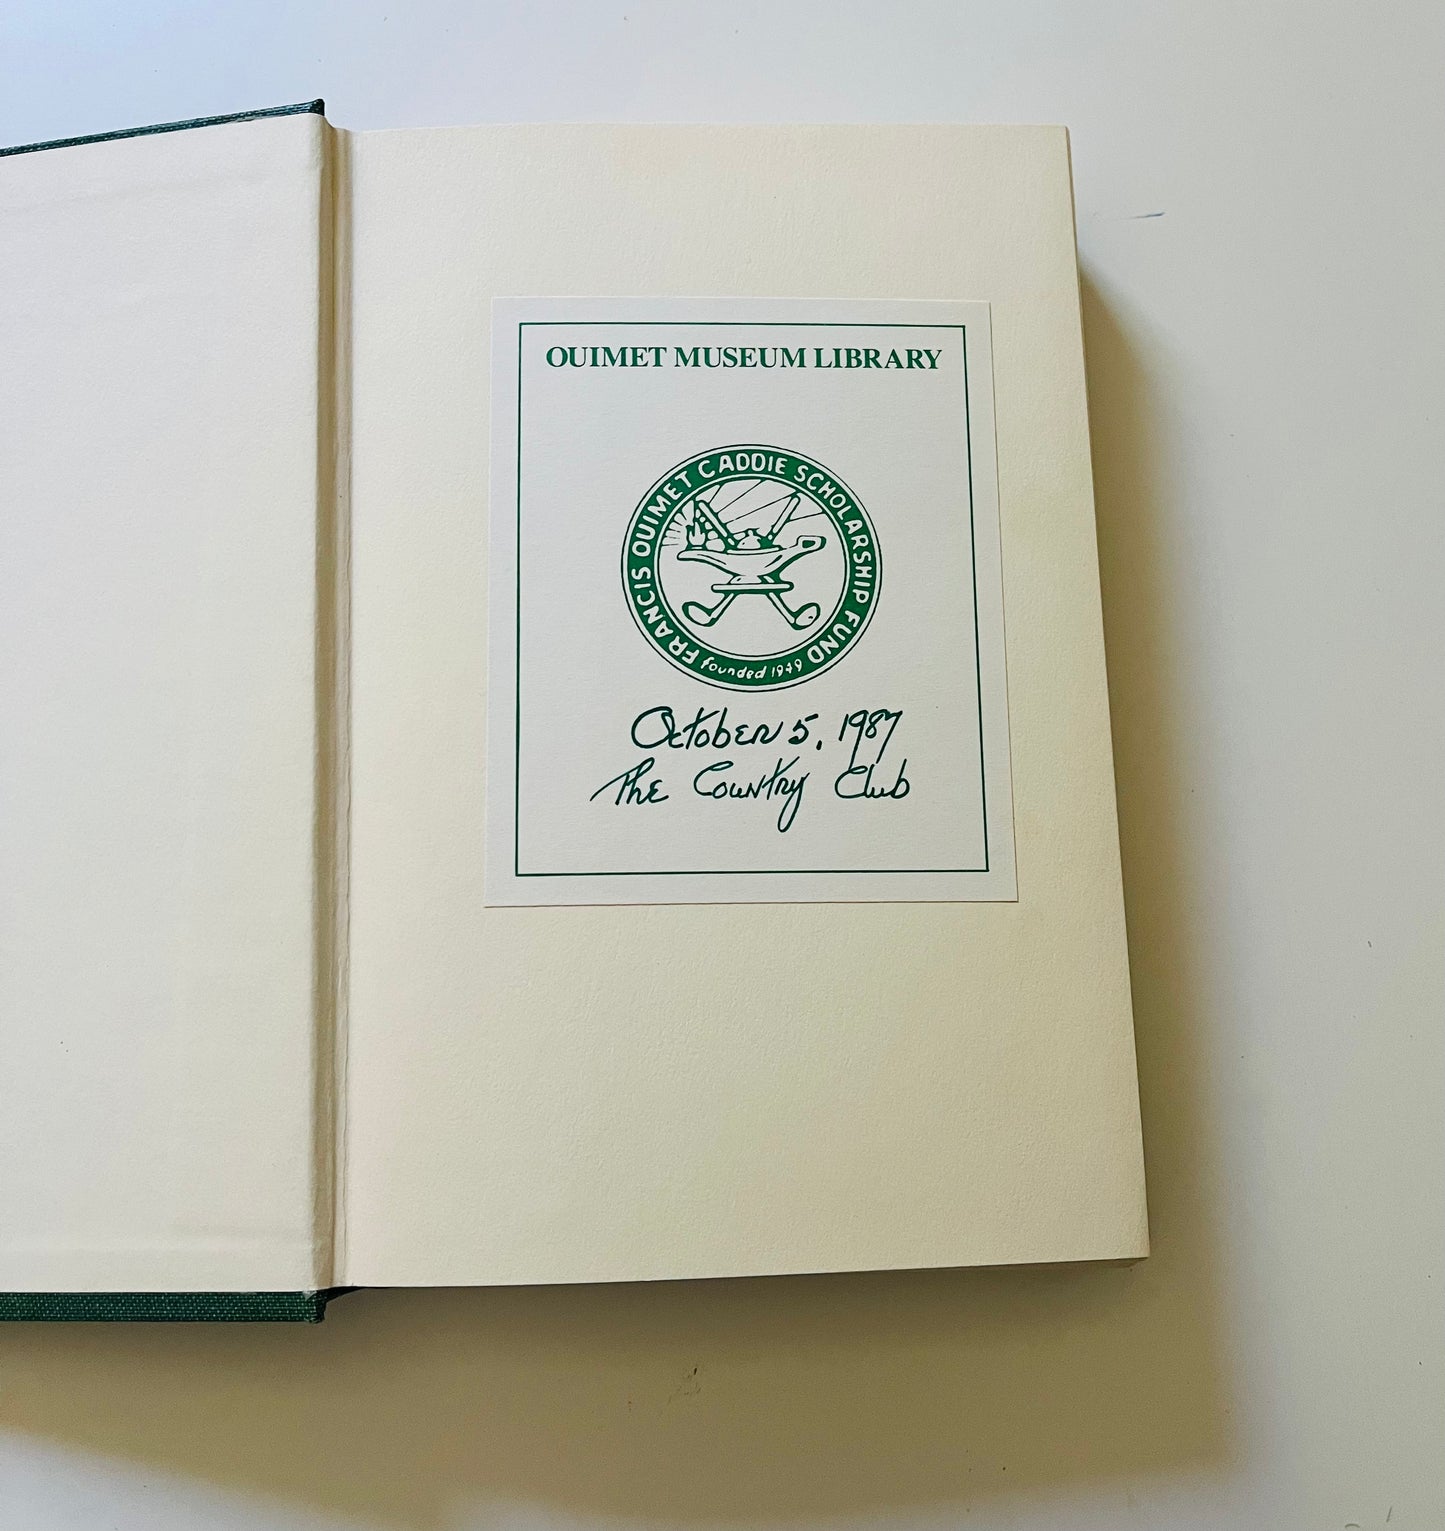 OUIMET MUSEUM LIBRARY
FRANCIS OUIMET CADDIE SCHOLARSHIP FUND
founded 1949
October 5, 1987
The Country Club